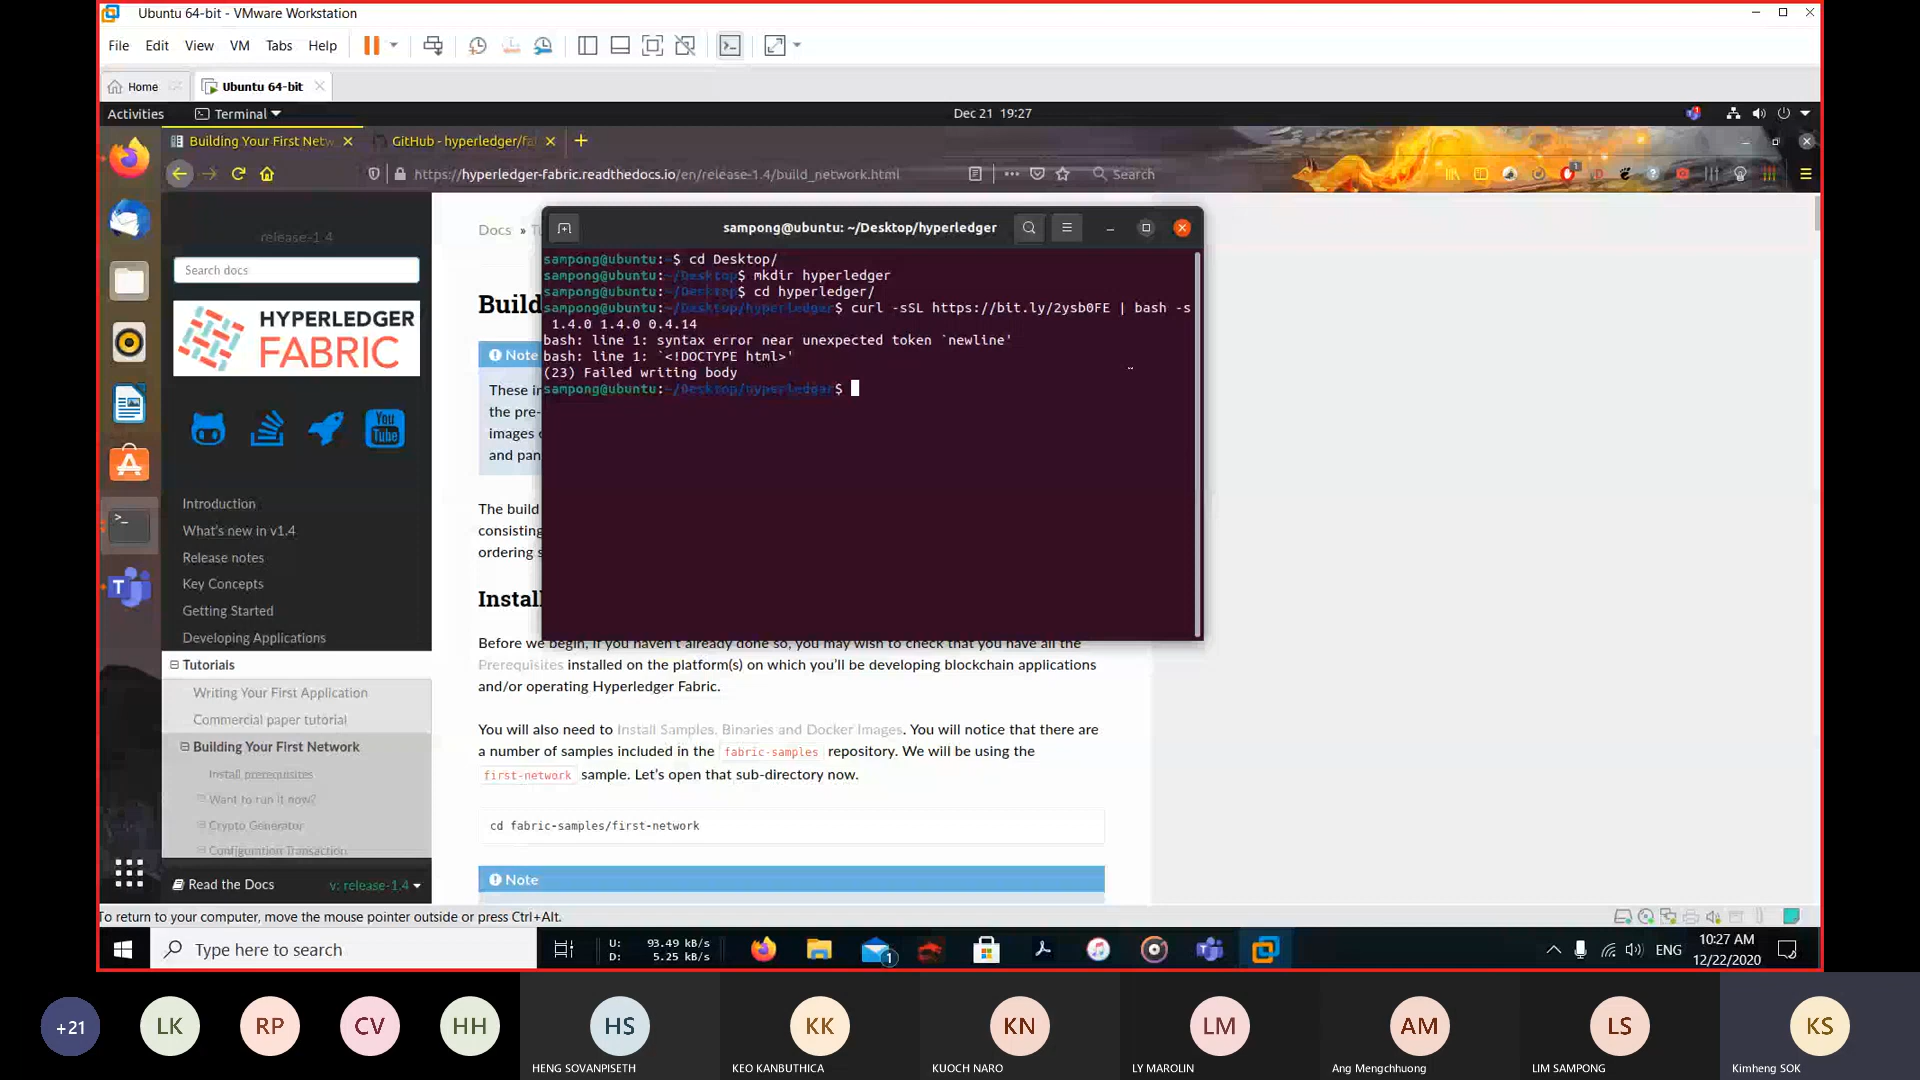 Ubuntu 64-bit - VMware Workstation
File Edit View VM Tabs Help
Home
Ubuntu 64-bit
Activities
Terminal
Dec 21 19:27
Building Your First Netw
GitHub - hyperledger/fa
https://hyperledger-fabric.readthedocs.io/en/release-1.4/build_network.html
Search
release-1.4
Search docs
HYPERLEDGER
FABRIC
You
Tube
Introduction
What's new in v1.4
Release notes
Key Concepts
Getting Started
Developing Applications
Tutorials
Writing Your First Application
Commercial paper tutorial
Building Your First Network
Install prerequisites
Want to run it now?
Crypto Generator
Configuration Transaction
Read the Docs
v: release-1.4
Docs »
sampong@ubuntu: ~/Desktop/hyperledger
sampong@ubuntu:~$ cd Desktop/
sampong@ubuntu:~/Desktop$ mkdir hyperledger
sampong@ubuntu:~/Desktop$ cd hyperledger/
sampong@ubuntu:~/Desktop/hyperledger$ curl -sSL https://bit.ly/2ysb0FE | bash -s
1.4.0 1.4.0 0.4.14
bash: line 1: syntax error near unexpected token `newline'
bash: line 1: `<!DOCTYPE html>'
(23) Failed writing body
sampong@ubuntu:~/Desktop/hyperledger$
Build
Note
These in
the pre-
images
and pan
The build
consisting
ordering s
Install
Before we begin, if you haven't already done so, you may wish to check that you have all the
Prerequisites installed on the platform(s) on which you'll be developing blockchain applications
and/or operating Hyperledger Fabric.
You will also need to Install Samples, Binaries and Docker Images. You will notice that there are
a number of samples included in the fabric-samples repository. We will be using the
first-network sample. Let's open that sub-directory now.
cd fabric-samples/first-network
Note
To return to your computer, move the mouse pointer outside or press Ctrl+Alt.
Type here to search
U: 93.49 kB/s
D: 5.25 kB/s
1
ENG
10:27 AM
12/22/2020
+21
LK
RP
CV
HH
HS
HENG SOVANPISETH
KK
KEO KANBUTHICA
KN
KUOCH NARO
LM
LY MAROLIN
AM
Ang Mengchhuong
LS
LIM SAMPONG
KS
Kimheng SOK